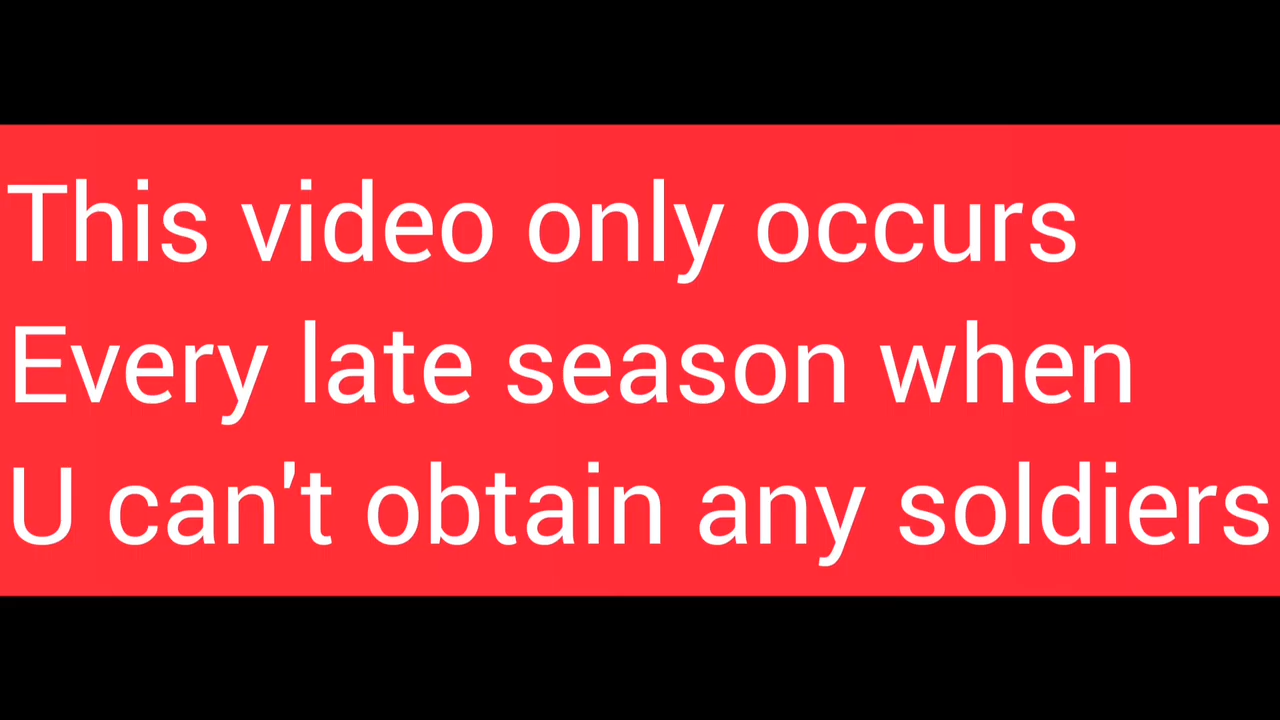 This video only occurs
Every late season when
U can't obtain any soldiers